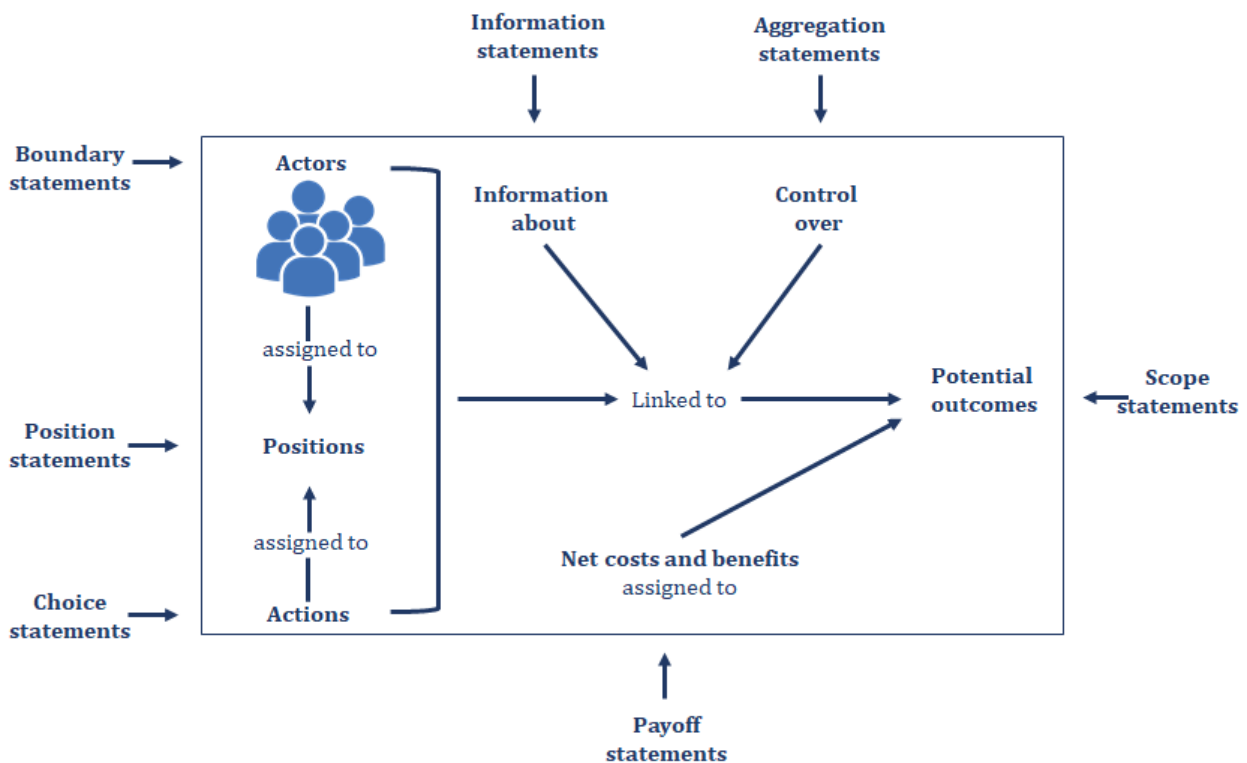 Information
statements
Aggregation
statements
Boundary
statements
Actors
Information
about
Control
over
assigned to
Linked to
Potential
outcomes
Scope
statements
Position
statements
Positions
assigned to
Net costs and benefits
assigned to
Choice
statements
Actions
Payoff
statements